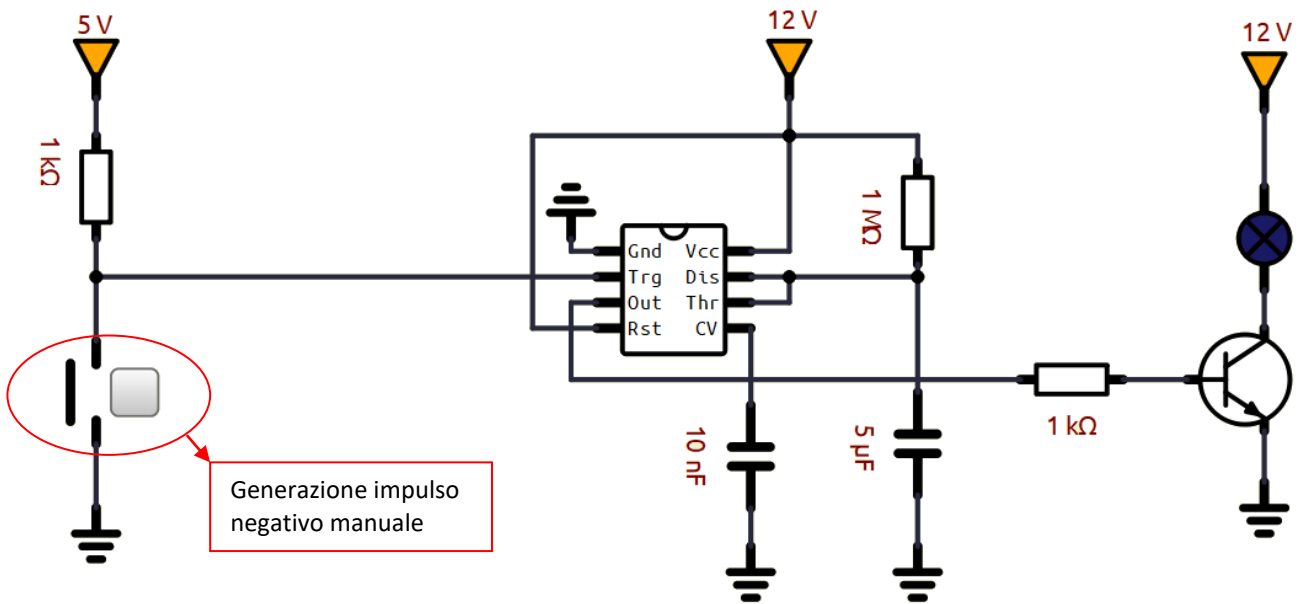 5 V
12 V
12 V
1 kΩ
1 MΩ
Gnd Vcc
Trg Dis
Out Thr
Rst CV
1 kΩ
10 nF
5 µF
Generazione impulso
negativo manuale